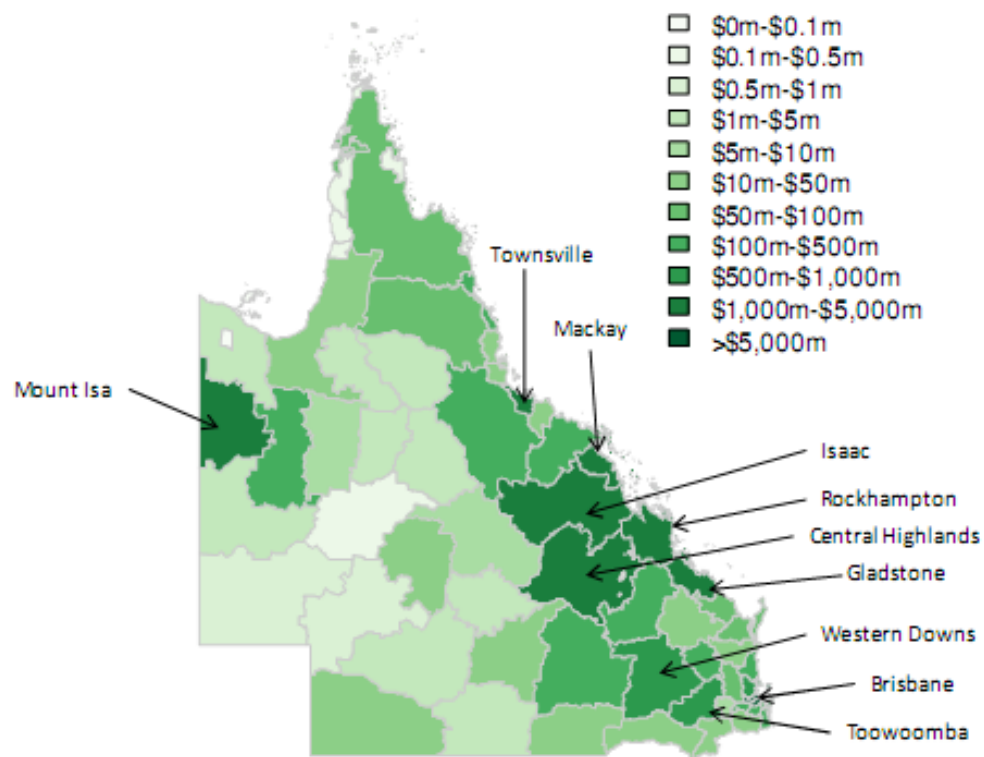 $0m-$0.1m
$0.1m-$0.5m
$0.5m-$1m
$1m-$5m
$5m-$10m
$10m-$50m
$50m-$100m
$100m-$500m
$500m-$1,000m
$1,000m-$5,000m
>$5,000m
Townsville
Mackay
Mount Isa
Isaac
Rockhampton
Central Highlands
Gladstone
Western Downs
Brisbane
Toowoomba